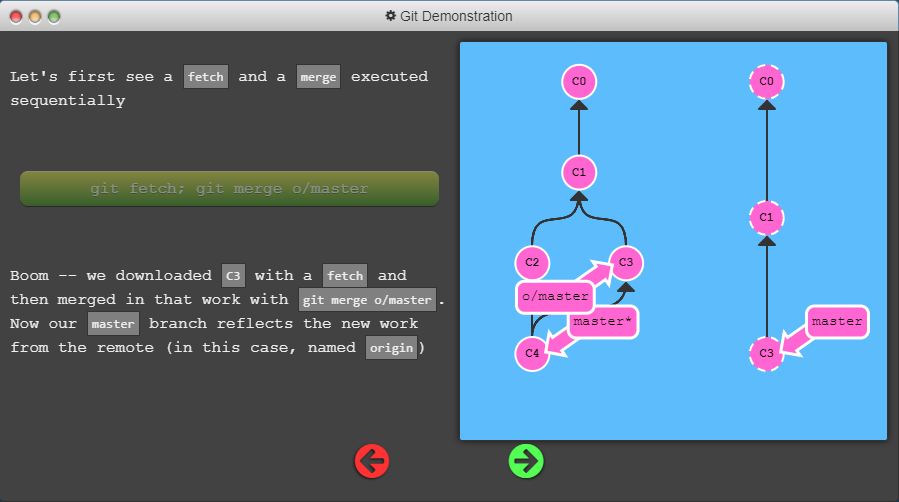 Git Demonstration
Let's first see a fetch and a merge executed
sequentially
git fetch; git merge o/master
Boom -- we downloaded C3 with a fetch and
then merged in that work with git merge o/master.
Now our master branch reflects the new work
from the remote (in this case, named origin)
C0
C1
C2
C3
o/master
master*
C4
C0
C1
master
C3